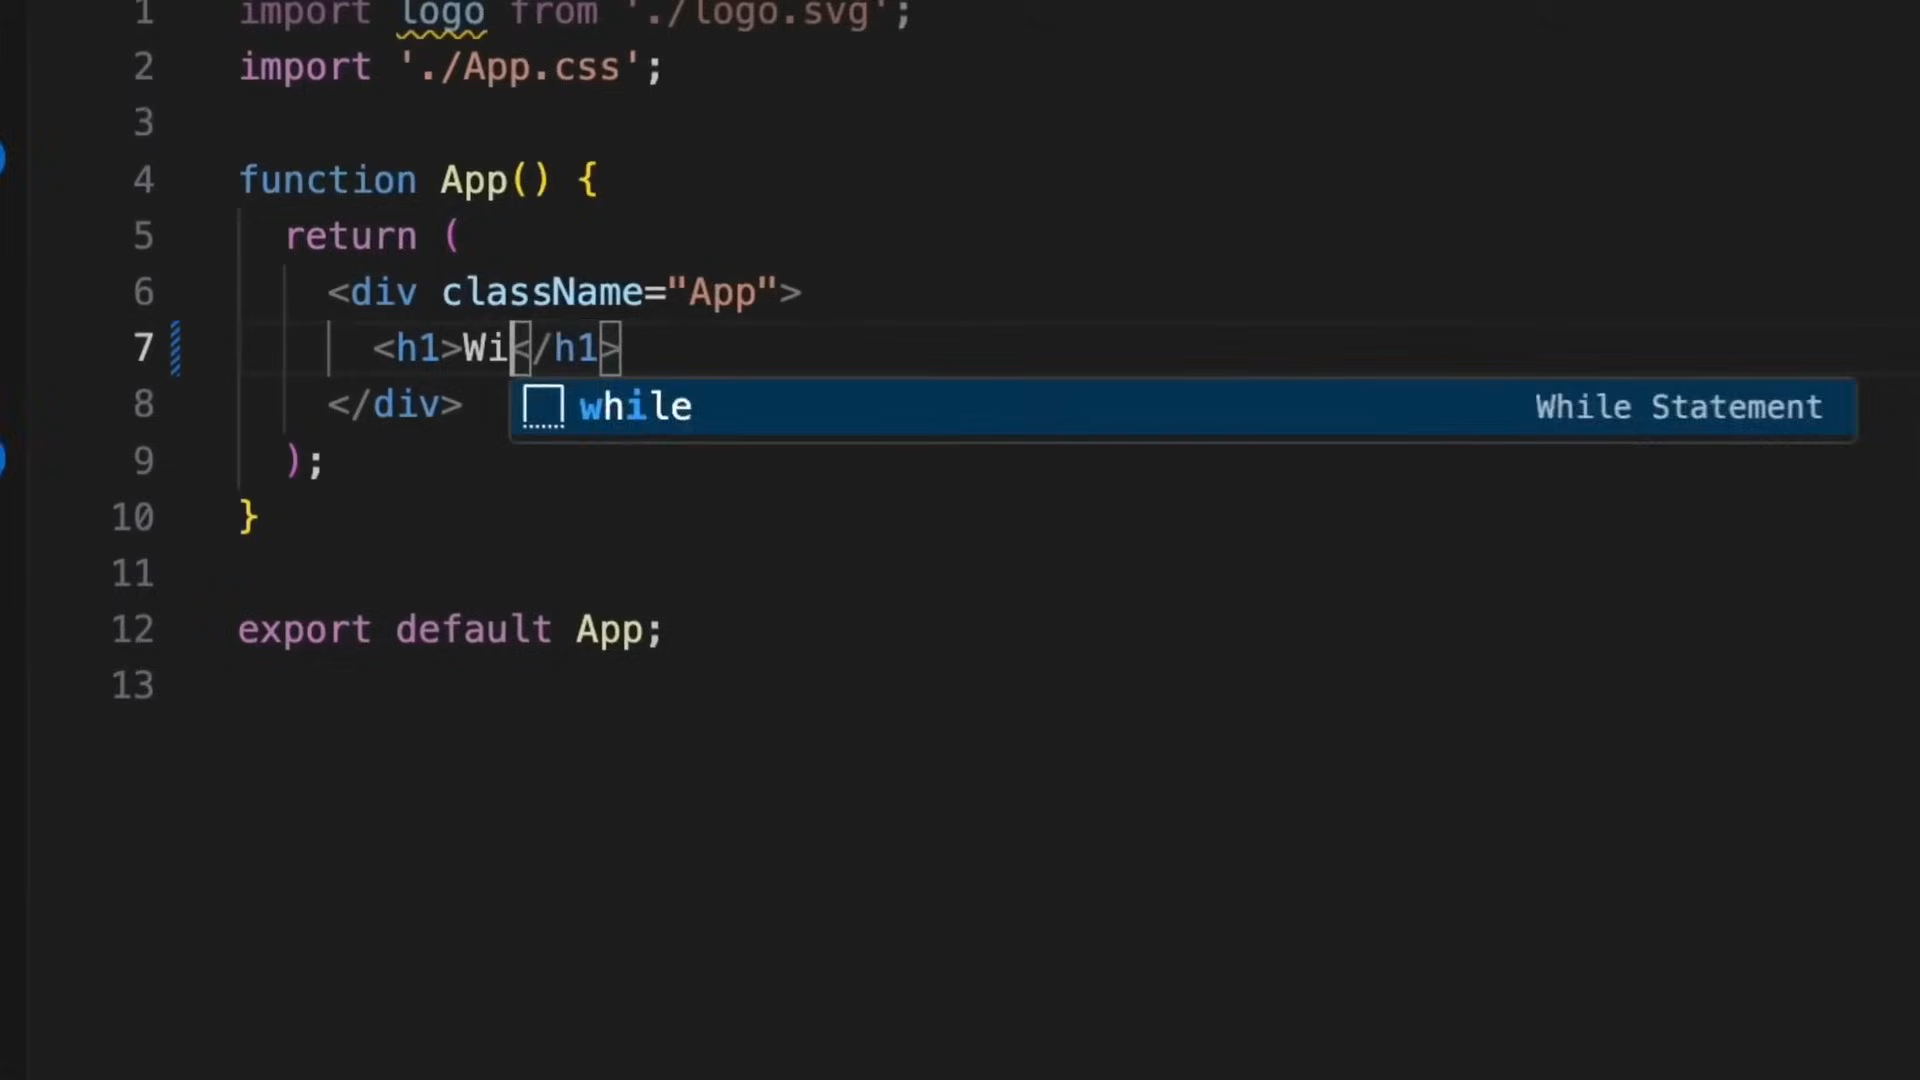 1 import logo from './logo.svg';
2 import './App.css';
3
4 function App() {
5 return (
6 <div className="App">
7 <h1>Wi</h1>
8 </div>
while While Statement
9 );
10 }
11
12 export default App;
13